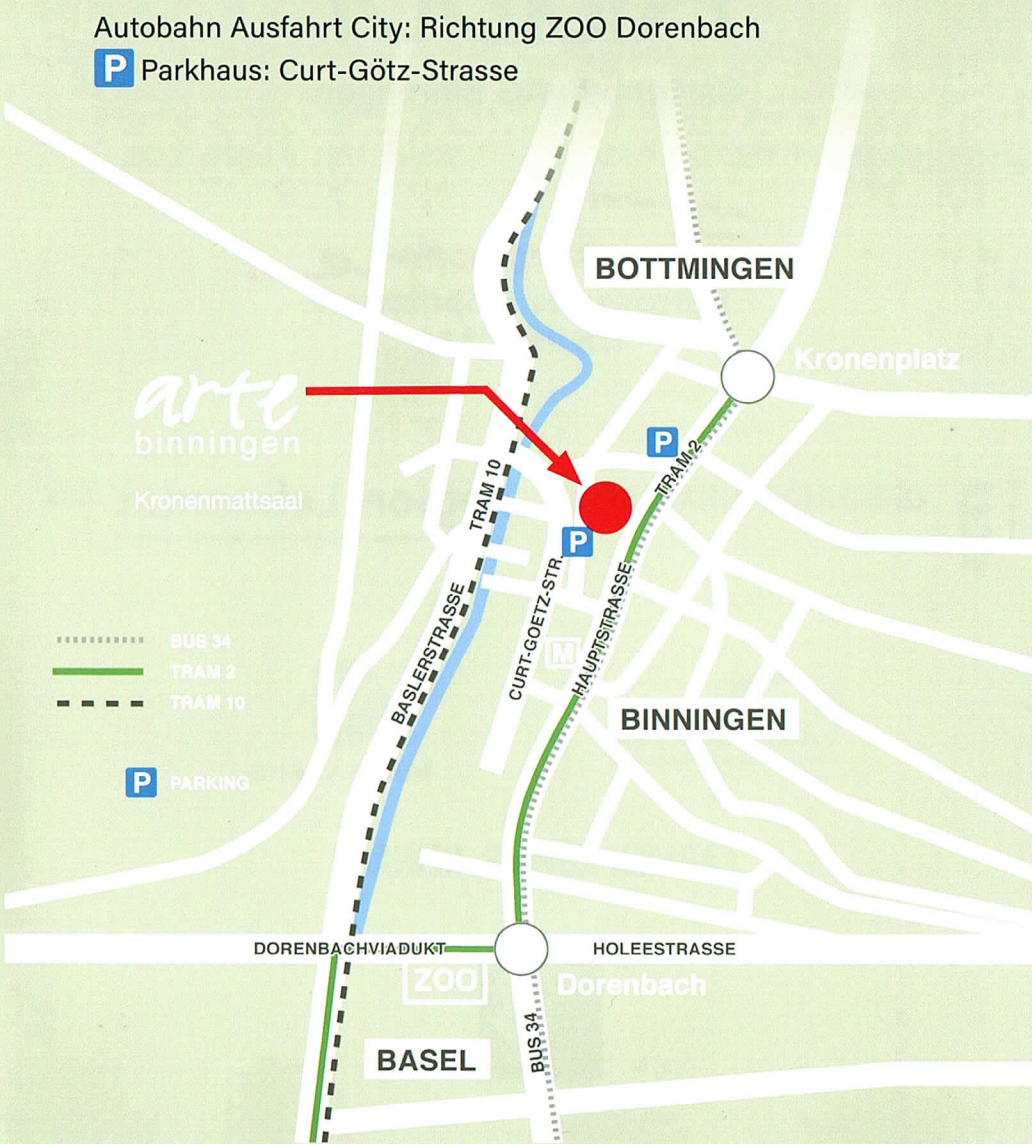 Autobahn Ausfahrt City: Richtung ZOO Dorenbach
P Parkhaus: Curt-Götz-Strasse
BOTTMINGEN
Kronenplatz
arte
binningen
Kronenmattsaal
P
TRAM 2
TRAM 10
P
CURT-GOETZ-STR.
HAUPTSTRASSE
BASLERSTRASSE
M
BUS 34
TRAM 2
TRAM 10
BINNINGEN
P PARKING
DORENBACHVIADUKT
HOLEESTRASSE
ZOO
Dorenbach
BUS 34
BASEL